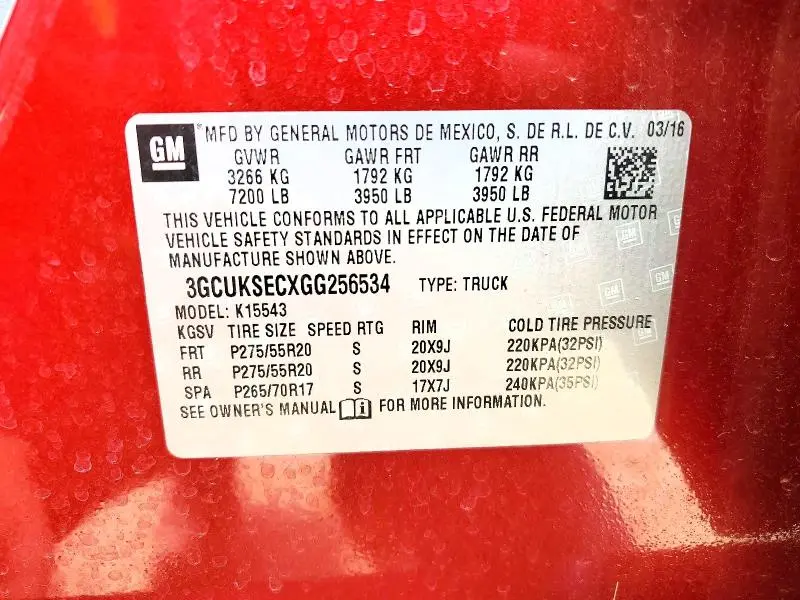 GM ® MFD BY GENERAL MOTORS DE MEXICO, S. DE R.L. DE C.V. 03/16
GVWR GAWR FRT GAWR RR
3266 KG 1792 KG 1792 KG
7200 LB 3950 LB 3950 LB
THIS VEHICLE CONFORMS TO ALL APPLICABLE U.S. FEDERAL MOTOR
VEHICLE SAFETY STANDARDS IN EFFECT ON THE DATE OF
MANUFACTURE SHOWN ABOVE.
3GCUKSECXGG256534 TYPE: TRUCK
MODEL: K15543
KGSV TIRE SIZE SPEED RTG RIM COLD TIRE PRESSURE
FRT P275/55R20 S 20X9J 220KPA(32PSI)
RR P275/55R20 S 20X9J 220KPA(32PSI)
SPA P265/70R17 S 17X7J 240KPA(35PSI)
SEE OWNER'S MANUAL FOR MORE INFORMATION.